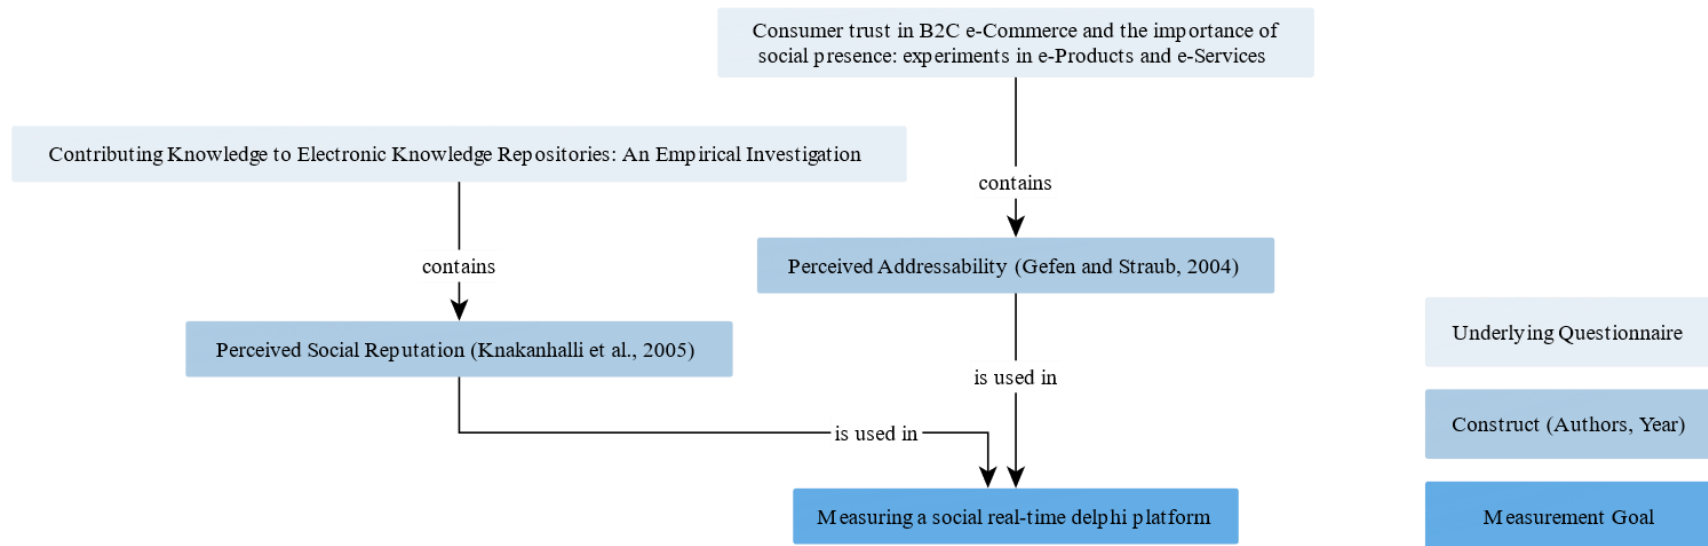 Consumer trust in B2C e-Commerce and the importance of
social presence: experiments in e-Products and e-Services
Contributing Knowledge to Electronic Knowledge Repositories: An Empirical Investigation
contains
contains
Perceived Addressability (Gefen and Straub, 2004)
Perceived Social Reputation (Knakanhalli et al., 2005)
is used in
is used in
Measuring a social real-time delphi platform
Underlying Questionnaire
Construct (Authors, Year)
Measurement Goal